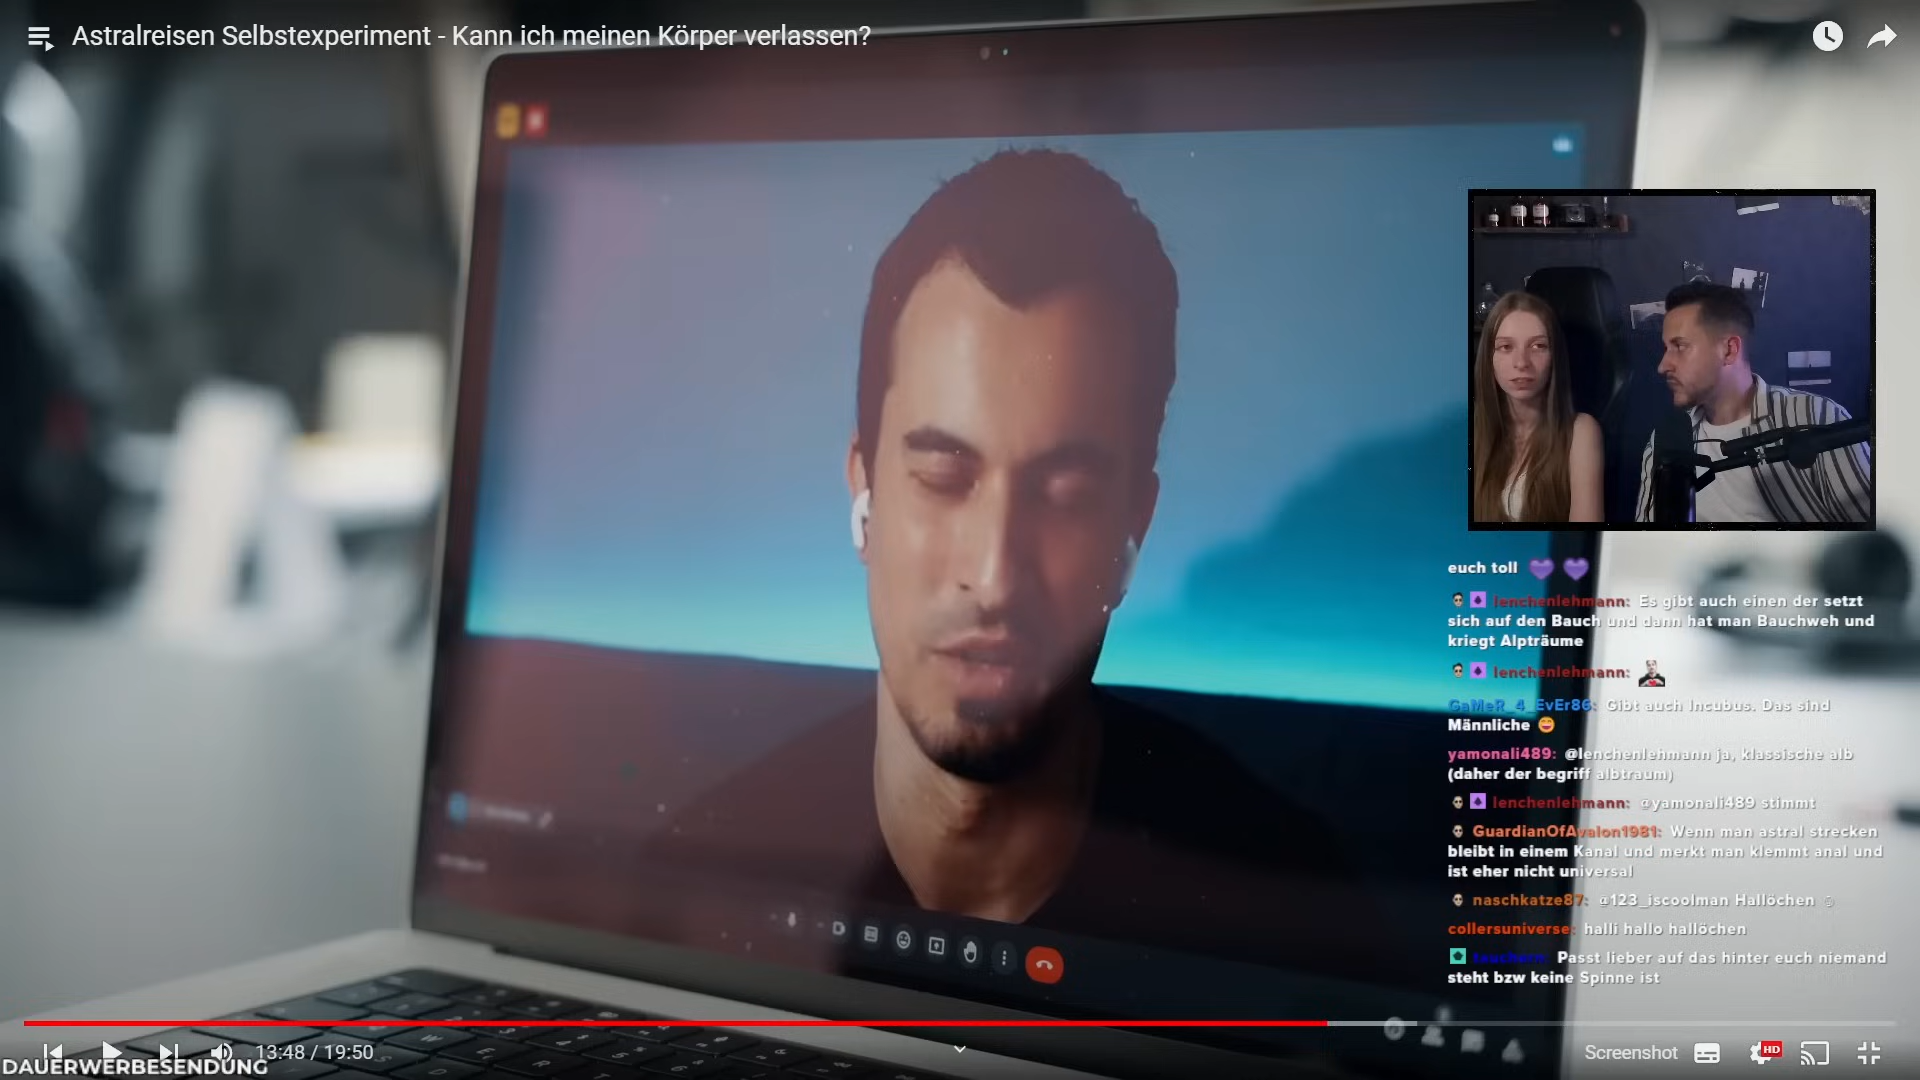 Astralreisen Selbstexperiment - Kann ich meinen Körper verlassen?
euch toll 💜 💜
lenchenlehmann: Es gibt auch einen der setzt
sich auf den Bauch und dann hat man Bauchweh und
kriegt Alpträume
lenchenlehmann:
GaMeR_4_EvEr86: Gibt auch Incubus. Das sind
Männliche 😄
yamonali489: @lenchenlehmann ja, klassische alb
(daher der begriff albtraum)
lenchenlehmann: @yamonali489 stimmt
GuardianOfAvalon1981: Wenn man astral strecken
bleibt in einem Kanal und merkt man klemmt anal und
ist eher nicht universal
naschkatze87: @123_iscoolman Hallöchen
collersuniverse: halli hallo hallöchen
Passt lieber auf das hinter euch niemand
steht bzw keine Spinne ist
13:48 / 19:50
Screenshot
HD
DAUERWERBESENDUNG